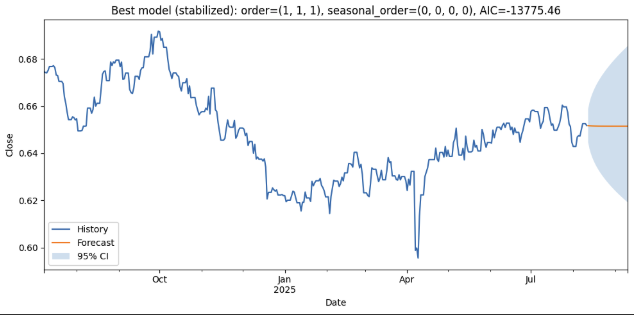 Best model (stabilized): order=(1, 1, 1), seasonal_order=(0, 0, 0, 0), AIC=-13775.46
0.68
0.66
0.64
0.62
0.60
Close
History
Forecast
95% CI
Oct
Jan
2025
Apr
Jul
Date